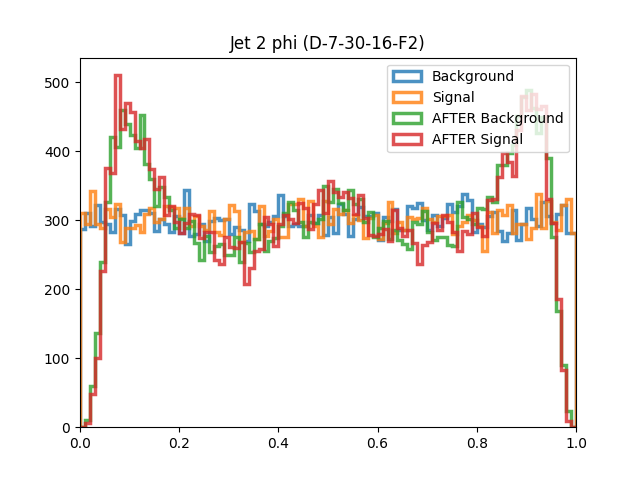 Jet 2 phi (D-7-30-16-F2)
Background
Signal
AFTER Background
AFTER Signal
500
400
300
200
100
0
0.0 0.2 0.4 0.6 0.8 1.0